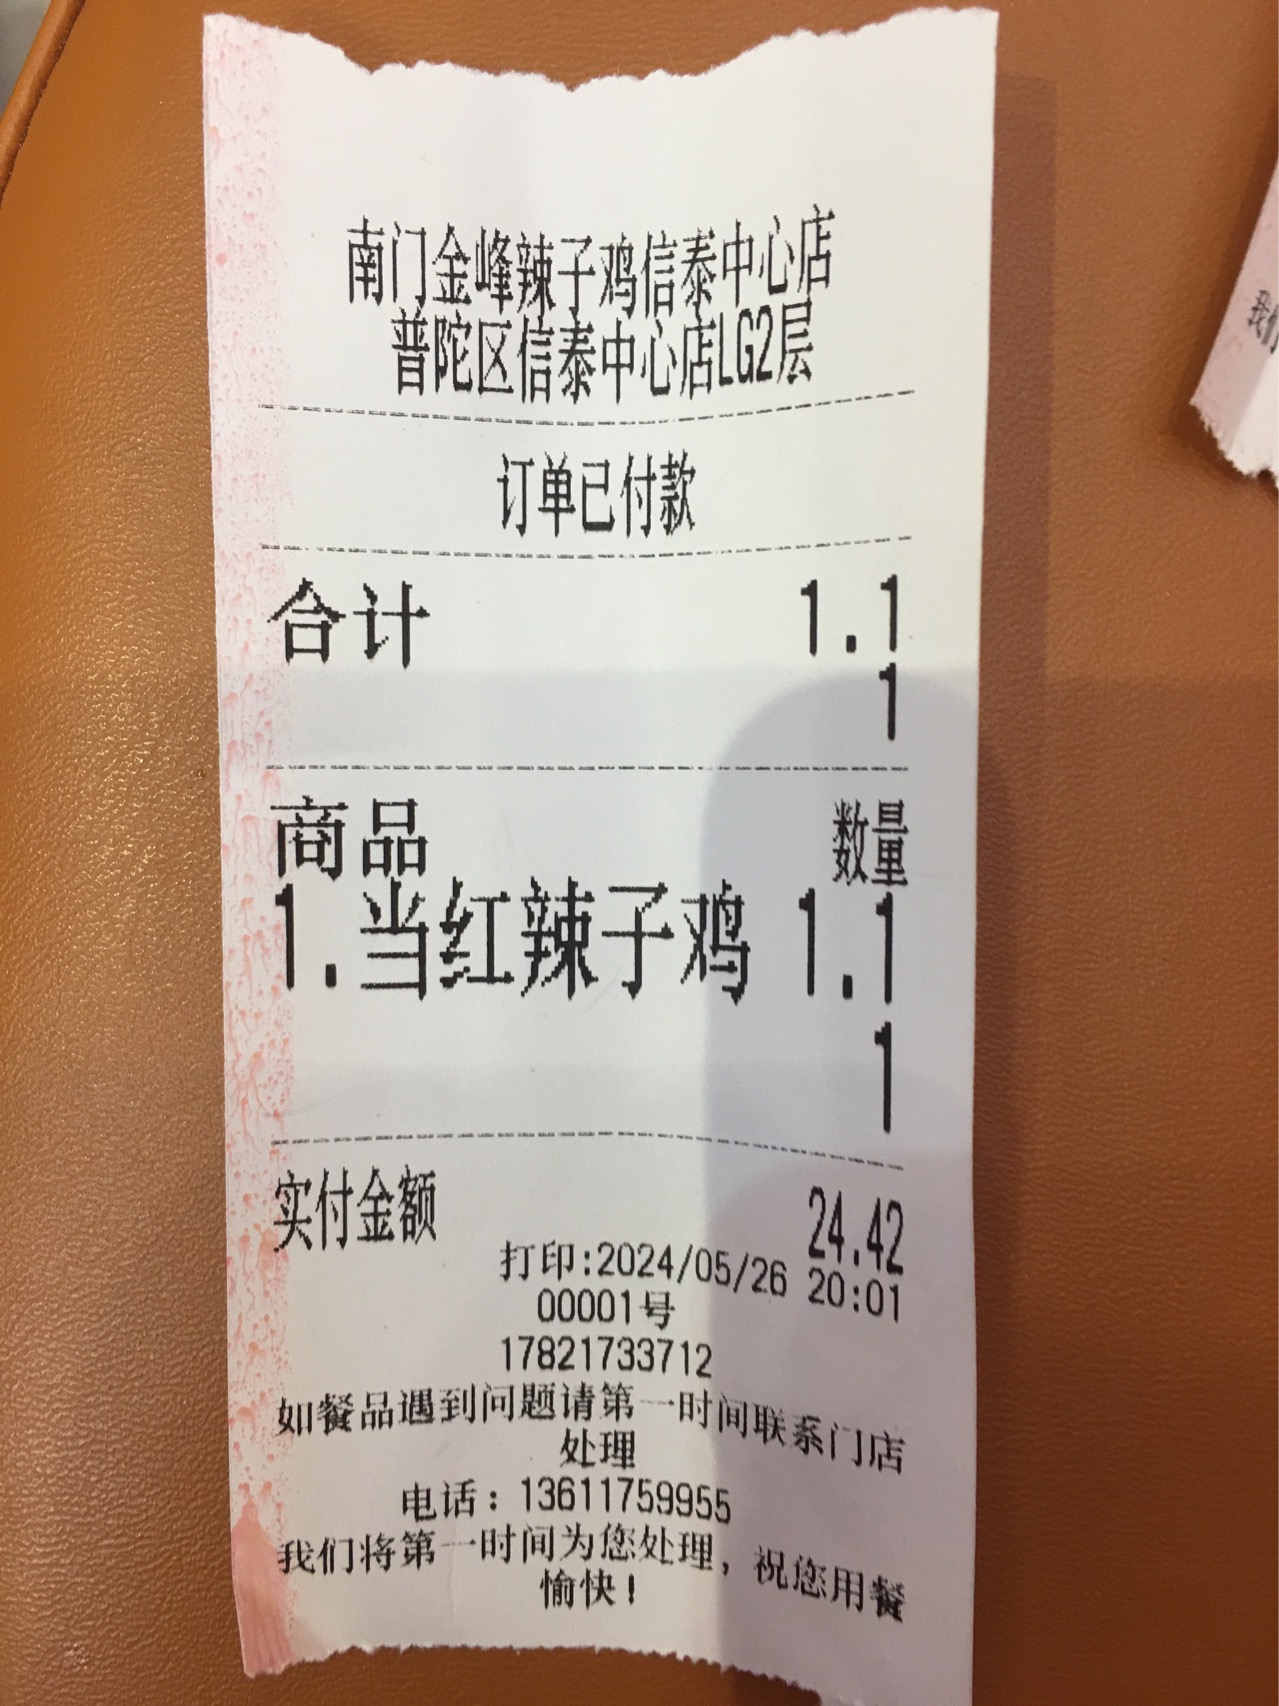 南门金峰辣子鸡信泰中心店
普陀区信泰中心店LG2层
订单已付款
合计 1.1
1
商品 数量
1.当红辣子鸡 1.1
1
实付金额 24.42
打印:2024/05/26 20:01
00001号
17821733712
如餐品遇到问题请第一时间联系门店
处理
电话：13611759955
我们将第一时间为您处理，祝您用餐
愉快！
我们